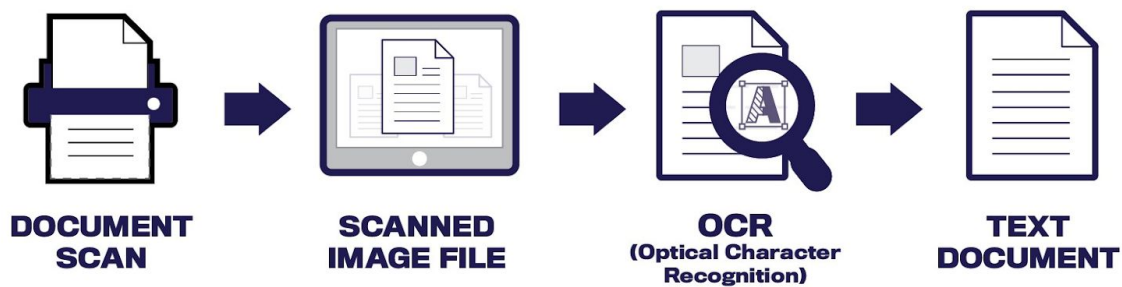 DOCUMENT
SCAN
SCANNED
IMAGE FILE
OCR
(Optical Character
Recognition)
A
TEXT
DOCUMENT